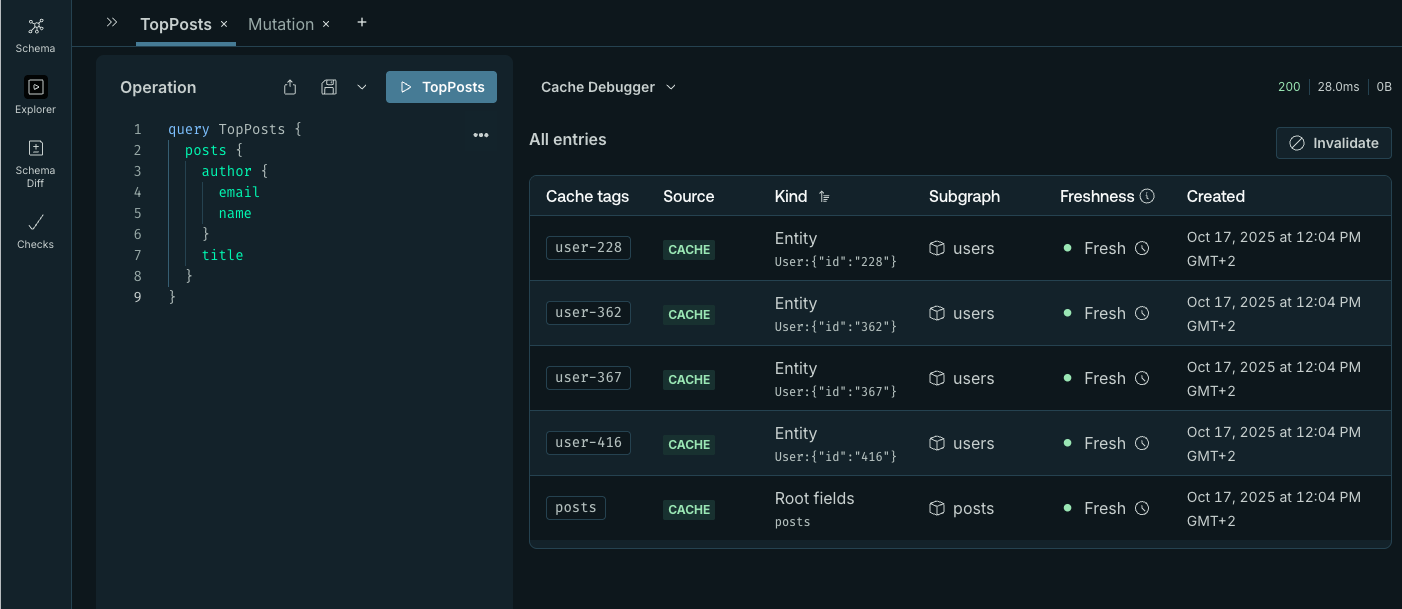 Schema
Explorer
Schema
Diff
Checks
TopPosts
Mutation
Operation
TopPosts
1 query TopPosts {
2 posts {
3 author {
4 email
5 name
6 }
7 title
8 }
9 }
Cache Debugger
200 28.0ms 0B
All entries
Invalidate
Cache tags Source Kind Subgraph Freshness Created
user-228 CACHE Entity users Fresh Oct 17, 2025 at 12:04 PM
User:{"id":"228"} GMT+2
user-362 CACHE Entity users Fresh Oct 17, 2025 at 12:04 PM
User:{"id":"362"} GMT+2
user-367 CACHE Entity users Fresh Oct 17, 2025 at 12:04 PM
User:{"id":"367"} GMT+2
user-416 CACHE Entity users Fresh Oct 17, 2025 at 12:04 PM
User:{"id":"416"} GMT+2
posts CACHE Root fields posts Fresh Oct 17, 2025 at 12:04 PM
posts GMT+2